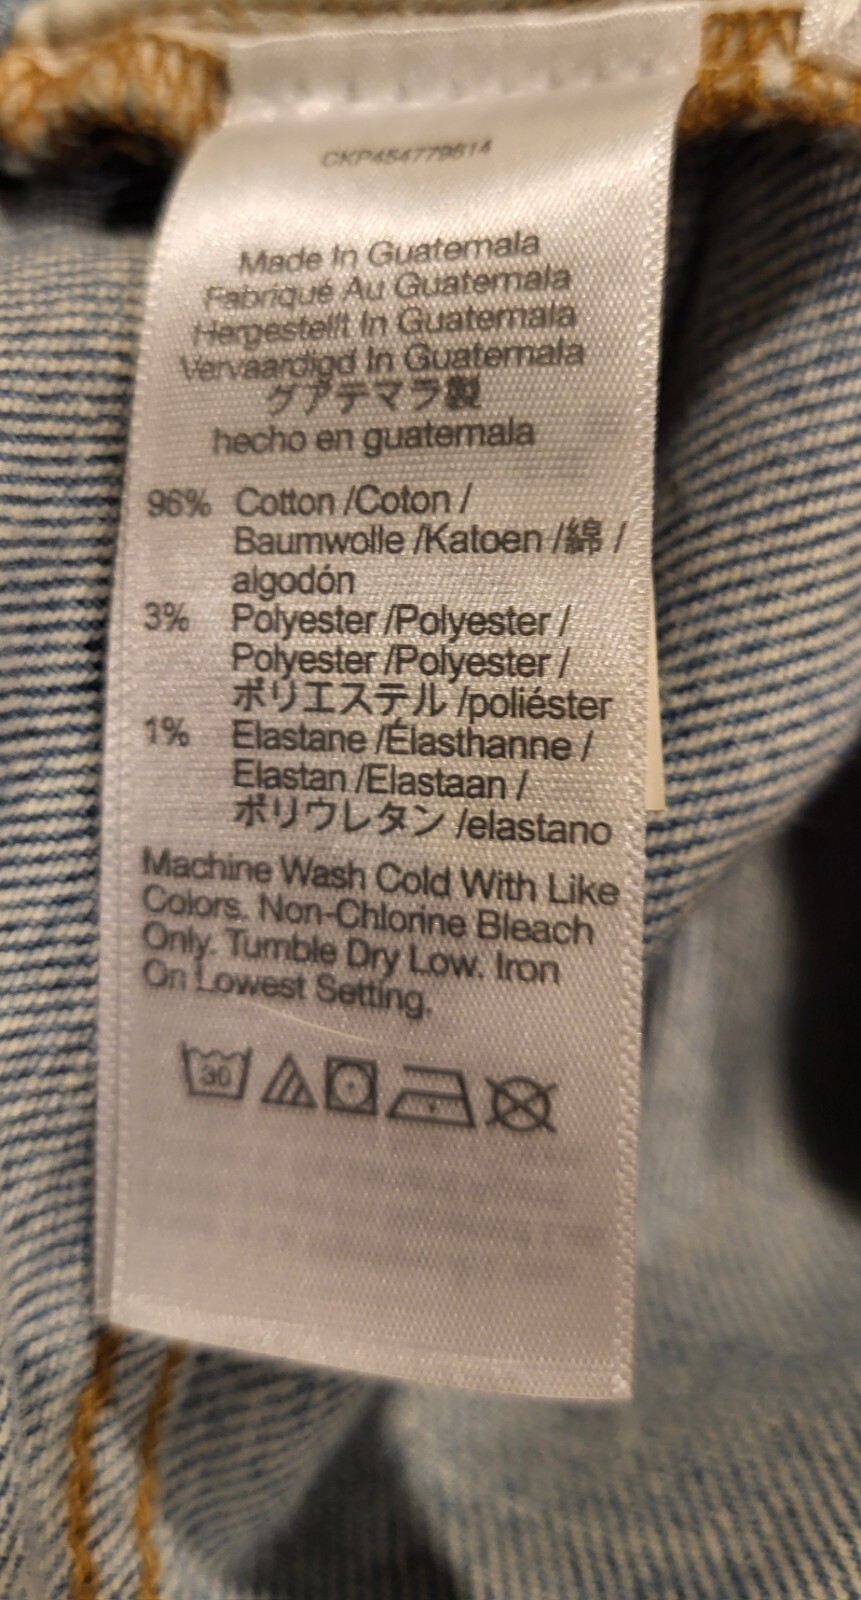 CKP454779614
Made In Guatemala
Fabriqué Au Guatemala
Hergestellt In Guatemala
Vervaardigd In Guatemala
グアテマラ製
hecho en guatemala
96% Cotton /Coton /
Baumwolle /Katoen /綿 /
algodón
3% Polyester /Polyester /
Polyester /Polyester /
ポリエステル /poliéster
1% Elastane /Élasthanne /
Elastan /Elastaan /
ポリウレタン /elastano
Machine Wash Cold With Like
Colors. Non-Chlorine Bleach
Only. Tumble Dry Low. Iron
On Lowest Setting.
30